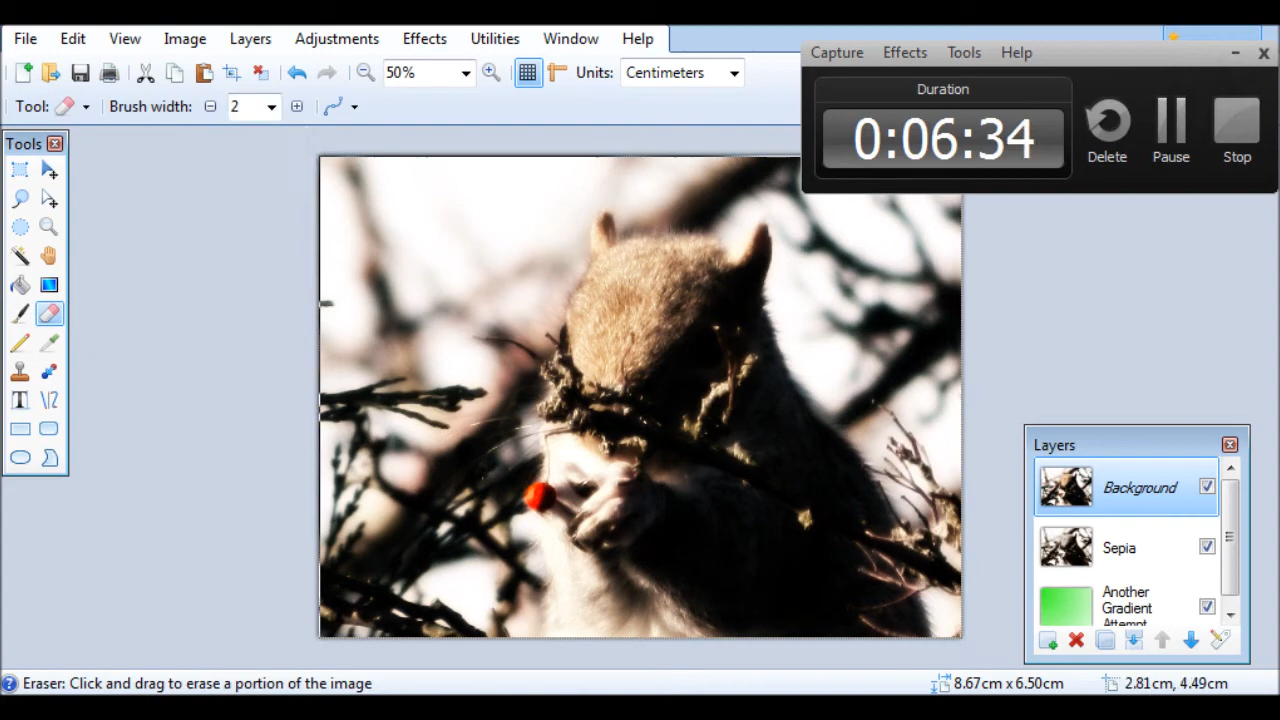 File Edit View Image Layers Adjustments Effects Utilities Window Help
50% Units: Centimeters
Tool: Brush width: 2
Tools
Capture Effects Tools Help
Duration
0:06:34
Delete Pause Stop
Layers
Background
Sepia
Another
Gradient
Attempt
Eraser: Click and drag to erase a portion of the image
8.67cm x 6.50cm 2.81cm, 4.49cm